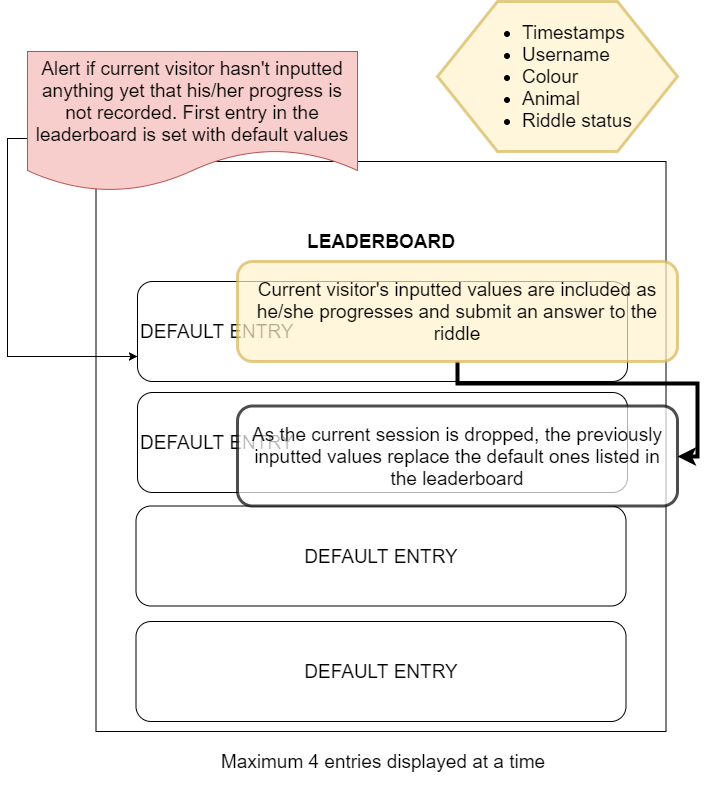 Timestamps
Username
Colour
Animal
Riddle status
Alert if current visitor hasn't inputted
anything yet that his/her progress is
not recorded. First entry in the
leaderboard is set with default values
LEADERBOARD
DEFAULT ENTRY
Current visitor's inputted values are included as
he/she progresses and submit an answer to the
riddle
DEFAULT ENTRY
As the current session is dropped, the previously
inputted values replace the default ones listed in
the leaderboard
DEFAULT ENTRY
DEFAULT ENTRY
Maximum 4 entries displayed at a time